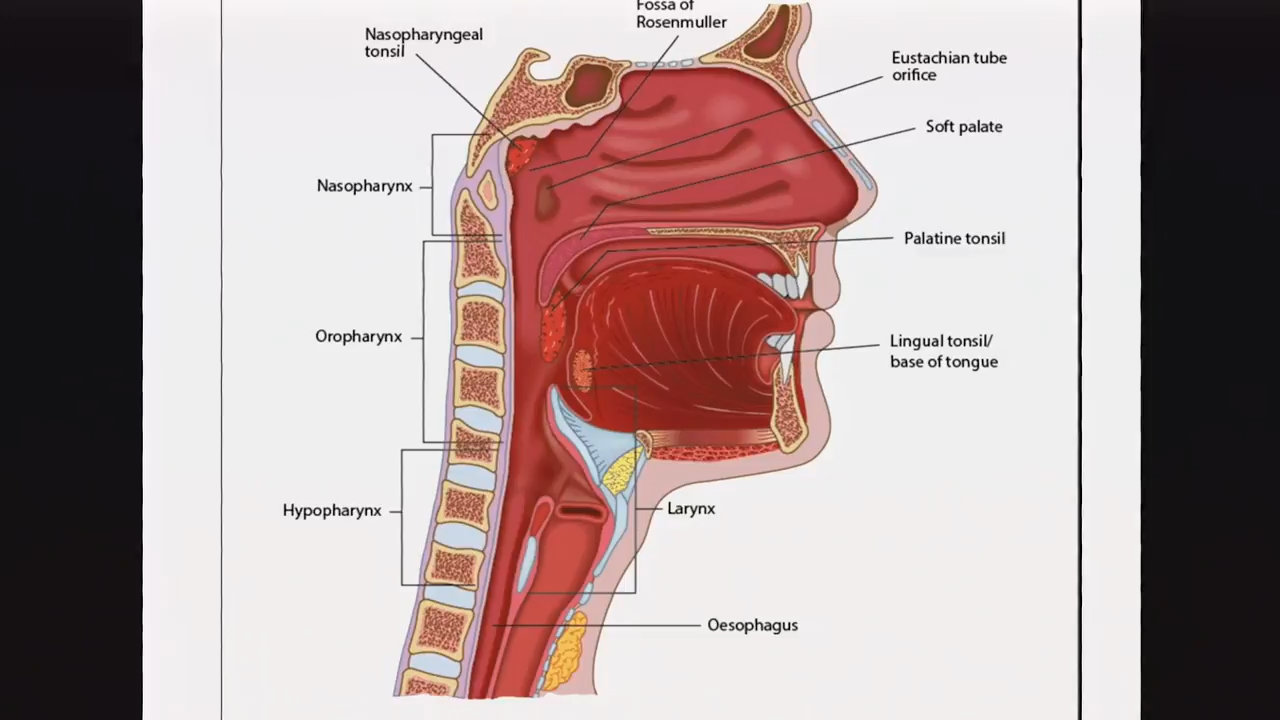 Fossa of
Rosenmuller
Nasopharyngeal
tonsil
Eustachian tube
orifice
Soft palate
Nasopharynx
Palatine tonsil
Oropharynx
Lingual tonsil/
base of tongue
Hypopharynx
Larynx
Oesophagus